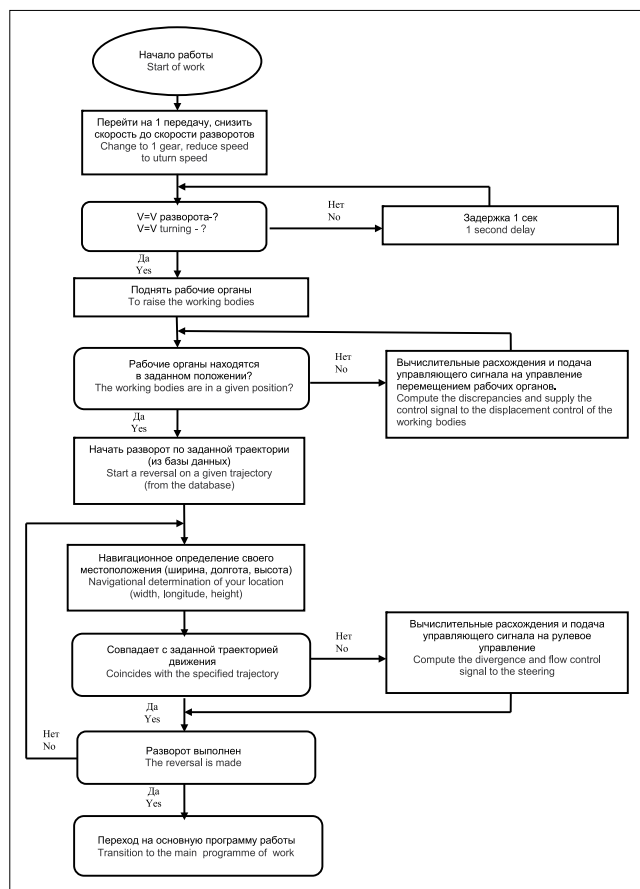 Начало работы
Start of work
Перейти на 1 передачу, снизить
скорость до скорости разворотов
Change to 1 gear, reduce speed
to uturn speed
V=V разворота-?
V=V turning - ?
Нет
No
Задержка 1 сек
1 second delay
Да
Yes
Поднять рабочие органы
To raise the working bodies
Рабочие органы находятся
в заданном положении?
The working bodies are in a given position?
Нет
No
Вычислительные расхождения и подача
управляющего сигнала на управление
перемещением рабочих органов.
Compute the discrepancies and supply the
control signal to the displacement control of the
working bodies
Да
Yes
Начать разворот по заданной траектории
(из базы данных)
Start a reversal on a given trajectory
(from the database)
Навигационное определение своего
местоположения (ширина, долгота, высота)
Navigational determination of your location
(width, longitude, height)
Совпадает с заданной траекторией
движения
Coincides with the specified trajectory
Нет
No
Вычислительные расхождения и подача
управляющего сигнала на рулевое
управление
Compute the divergence and flow control
signal to the steering
Да
Yes
Нет
No
Разворот выполнен
The reversal is made
Да
Yes
Переход на основную программу работы
Transition to the main programme of work